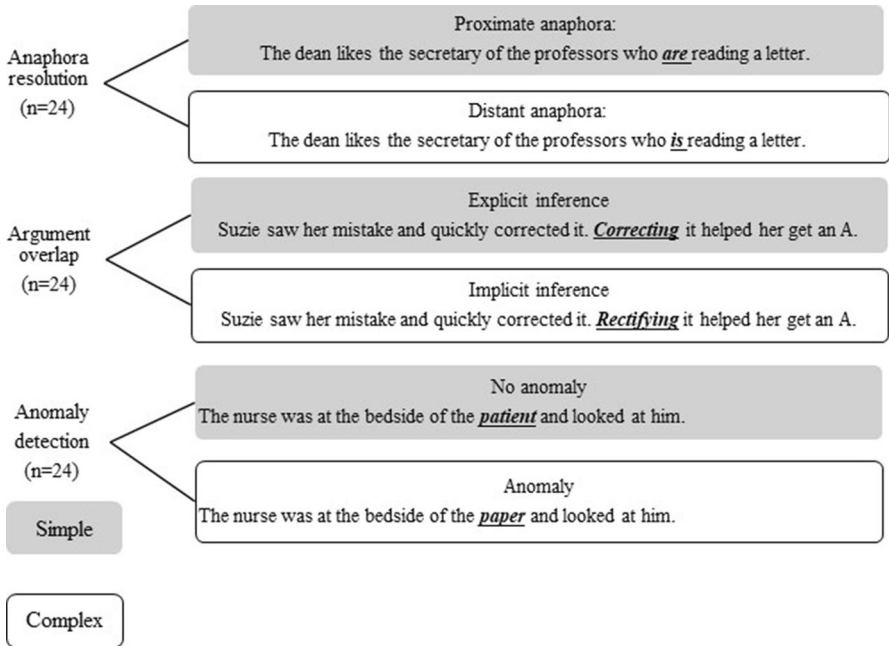 Anaphora
resolution
(n=24)
Proximate anaphora:
The dean likes the secretary of the professors who are reading a letter.
Distant anaphora:
The dean likes the secretary of the professors who is reading a letter.
Argument
overlap
(n=24)
Explicit inference
Suzie saw her mistake and quickly corrected it. Correcting it helped her get an A.
Implicit inference
Suzie saw her mistake and quickly corrected it. Rectifying it helped her get an A.
Anomaly
detection
(n=24)
No anomaly
The nurse was at the bedside of the patient and looked at him.
Anomaly
The nurse was at the bedside of the paper and looked at him.
Simple
Complex